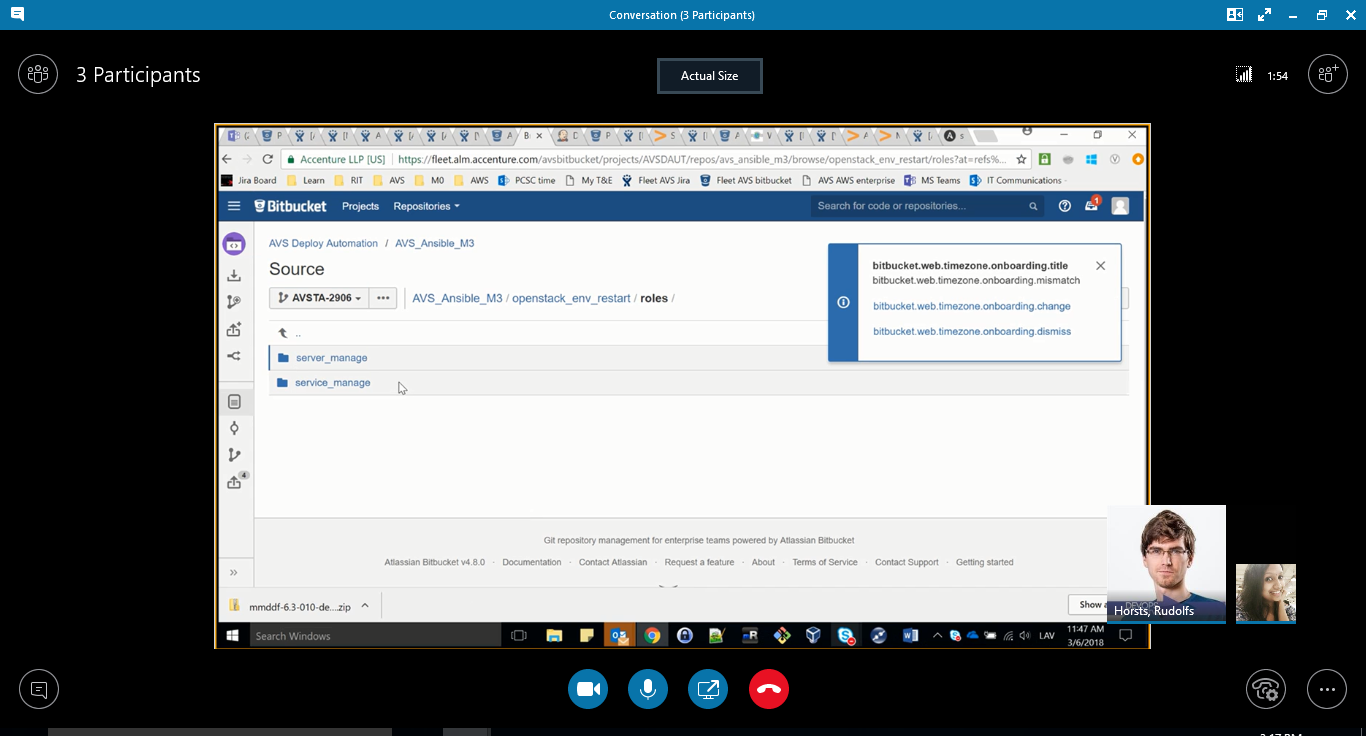 Conversation (3 Participants)
3 Participants
Actual Size
1:54
Accenture LLP [US]
https://fleet.alm.accenture.com/avsbitbucket/projects/AVSDAUT/repos/avs_ansible_m3/browse/openstack_env_restart/roles?at=refs%...
Jira Board Learn RIT AVS M0 AWS PCSC time My T&E Fleet AVS Jira Fleet AVS bitbucket AVS AWS enterprise MS Teams IT Communications -
Bitbucket Projects Repositories Search for code or repositories... 1
AVS Deploy Automation / AVS_Ansible_M3
Source
AVSTA-2906 ••• AVS_Ansible_M3 / openstack_env_restart / roles /
bitbucket.web.timezone.onboarding.title
bitbucket.web.timezone.onboarding.mismatch
bitbucket.web.timezone.onboarding.change
bitbucket.web.timezone.onboarding.dismiss
..
server_manage
service_manage
4
Git repository management for enterprise teams powered by Atlassian Bitbucket
Atlassian Bitbucket v4.8.0 · Documentation · Contact Atlassian · Request a feature · About · Terms of Service · Contact Support · Getting started
mmddf-6.3-010-de....zip
Show
Horsts, Rudolfs
Search Windows
LAV
11:47 AM
3/6/2018